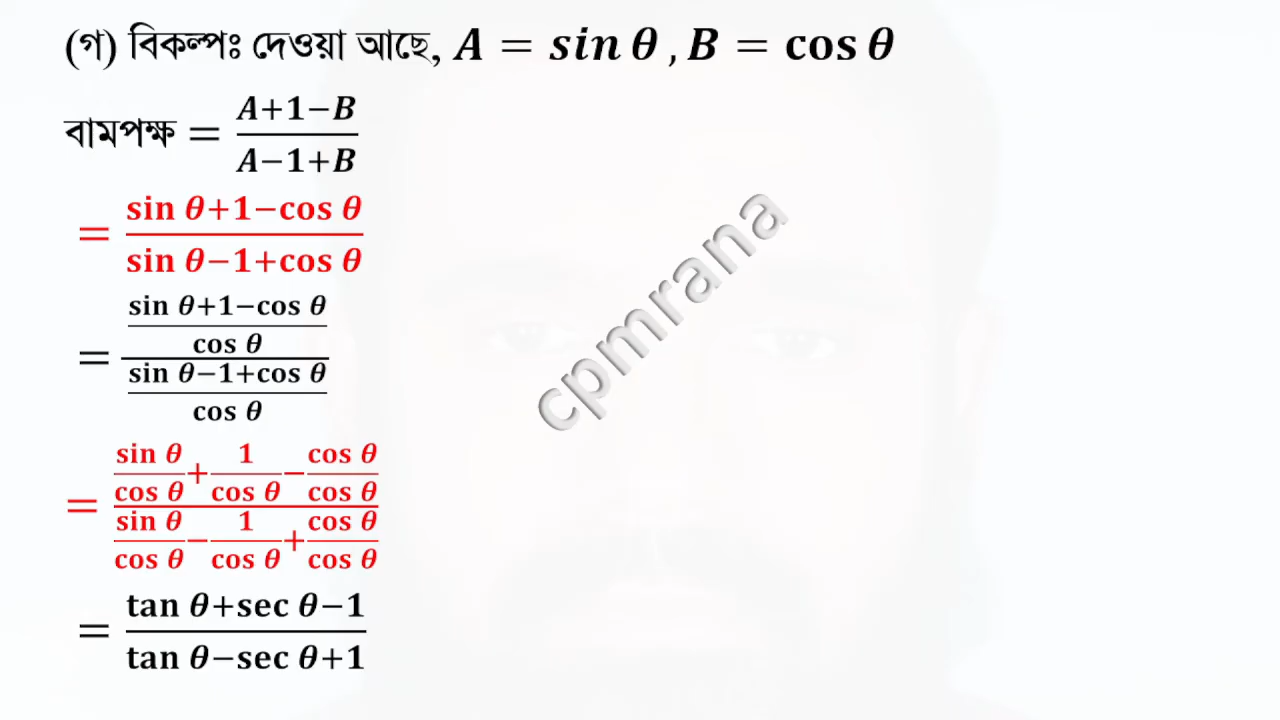 (গ) বিকল্পঃ দেওয়া আছে, A = sin θ , B = cos θ
বামপক্ষ = (A+1−B)/(A−1+B)
= (sin θ+1−cos θ)/(sin θ−1+cos θ)
= ((sin θ+1−cos θ)/(cos θ))/((sin θ−1+cos θ)/(cos θ))
= ((sin θ)/(cos θ)+1/(cos θ)−(cos θ)/(cos θ))/((sin θ)/(cos θ)−1/(cos θ)+(cos θ)/(cos θ))
= (tan θ+sec θ−1)/(tan θ−sec θ+1)
cpmrana